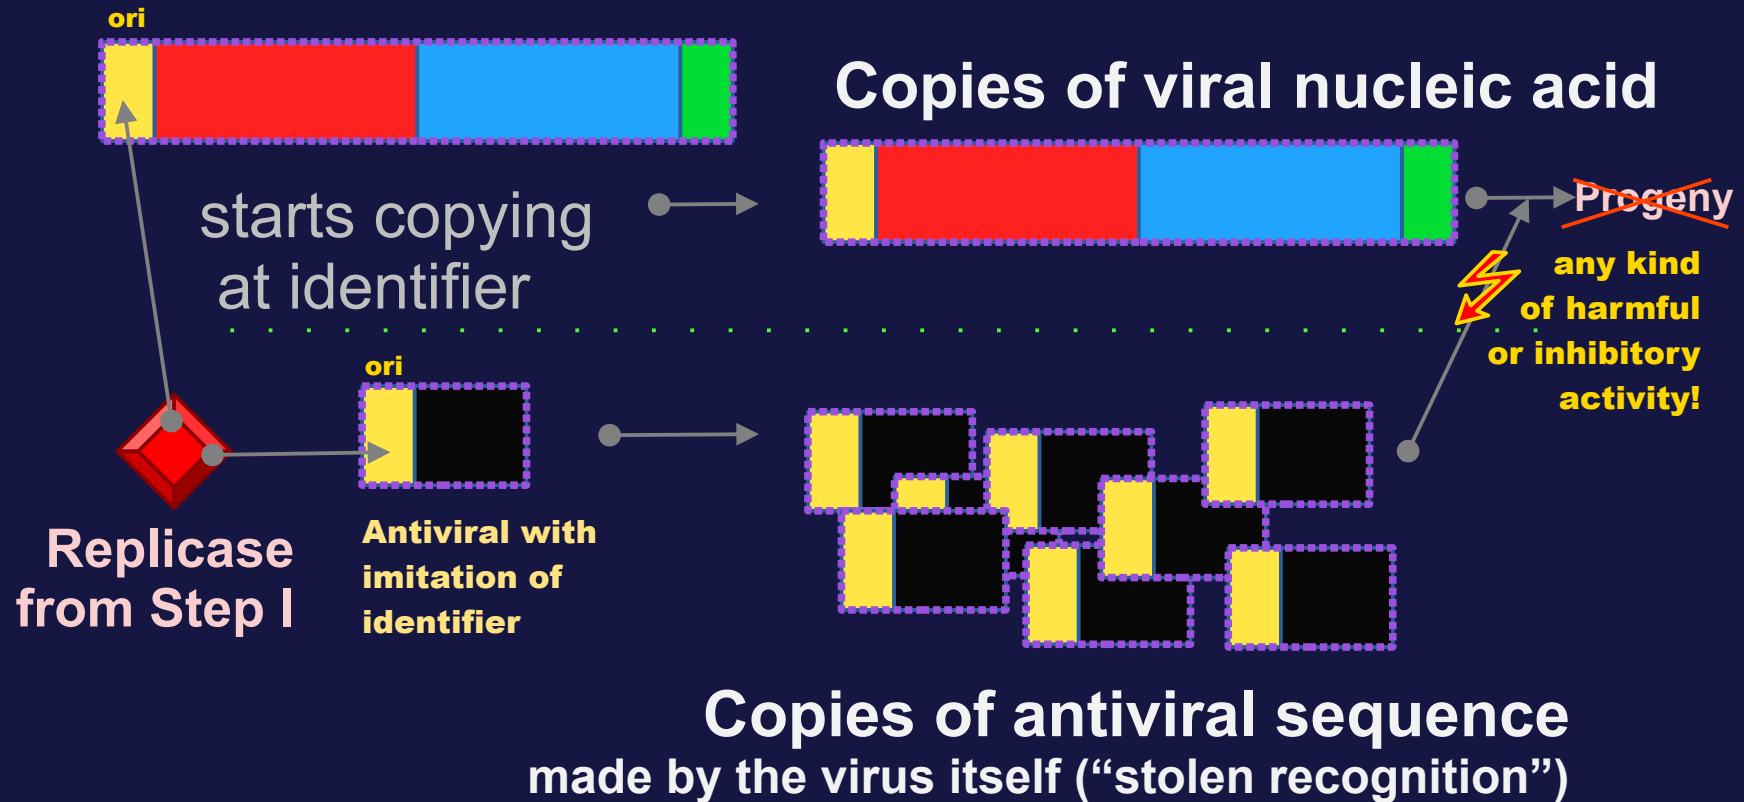 ori
Copies of viral nucleic acid
starts copying
at identifier
Progeny
any kind
of harmful
or inhibitory
activity!
ori
Replicase
from Step I
Antiviral with
imitation of
identifier
Copies of antiviral sequence
made by the virus itself (“stolen recognition”)